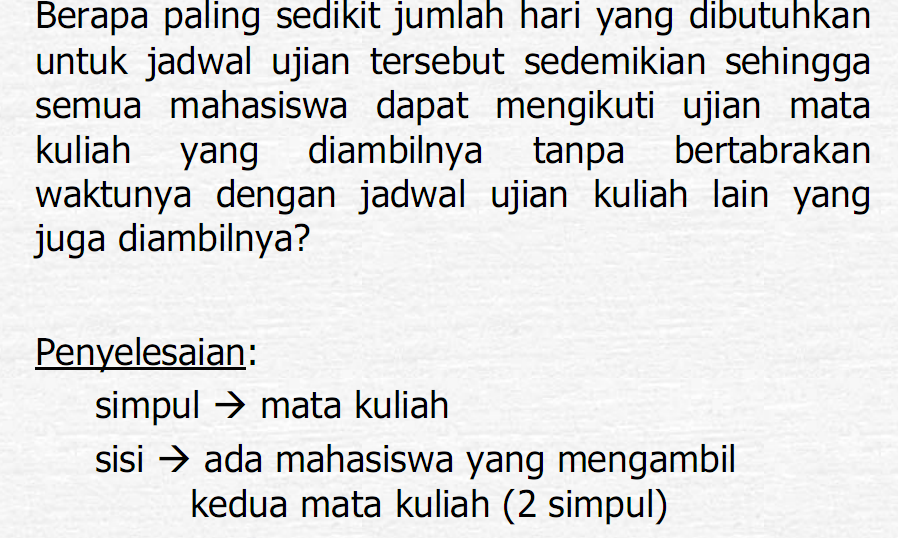 Berapa paling sedikit jumlah hari yang dibutuhkan
untuk jadwal ujian tersebut sedemikian sehingga
semua mahasiswa dapat mengikuti ujian mata
kuliah yang diambilnya tanpa bertabrakan
waktunya dengan jadwal ujian kuliah lain yang
juga diambilnya?
Penyelesaian:
simpul → mata kuliah
sisi → ada mahasiswa yang mengambil
kedua mata kuliah (2 simpul)